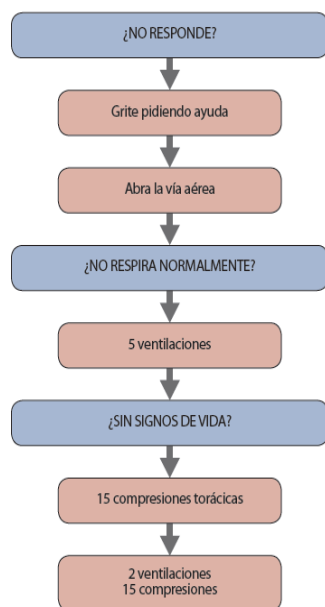 ¿NO RESPONDE?
Grite pidiendo ayuda
Abra la vía aérea
¿NO RESPIRA NORMALMENTE?
5 ventilaciones
¿SIN SIGNOS DE VIDA?
15 compresiones torácicas
2 ventilaciones
15 compresiones